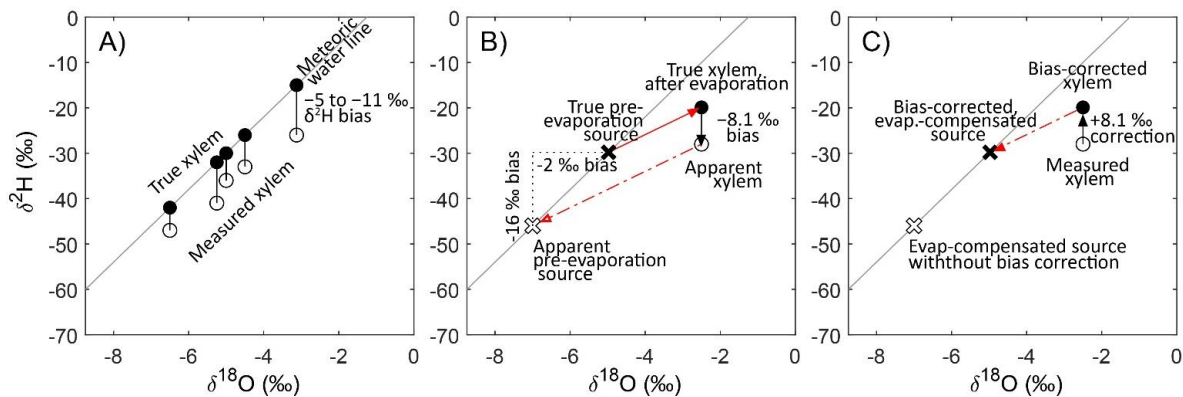 A)
Meteoric
water line
−5 to −11 ‰
δ²H bias
True xylem
Measured xylem
0
-10
-20
-30
-40
-50
-60
-70
δ²H (‰)
-8
-6
-4
-2
0
δ¹⁸O (‰)
B)
True xylem,
after evaporation
True pre-
evaporation
source
−8.1 ‰
bias
-2 ‰ bias
-16 ‰ bias
Apparent
xylem
Apparent
pre-evaporation
source
0
-10
-20
-30
-40
-50
-60
-70
-8
-6
-4
-2
0
δ¹⁸O (‰)
C)
Bias-corrected
xylem
Bias-corrected,
evap.-compensated
source
+8.1 ‰
correction
Measured
xylem
Evap-compensated source
withthout bias correction
0
-10
-20
-30
-40
-50
-60
-70
-8
-6
-4
-2
0
δ¹⁸O (‰)